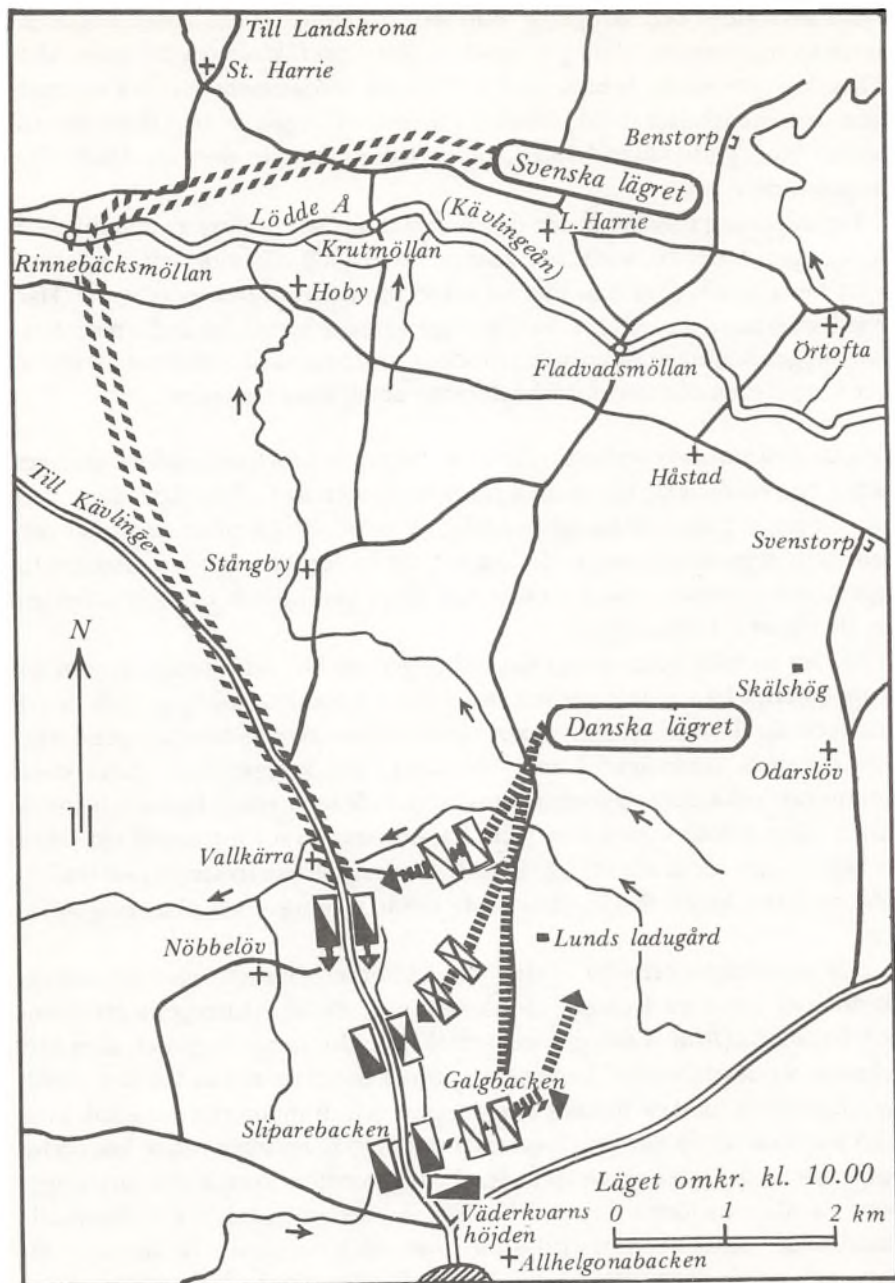 Till Landskrona
St. Harrie
Benstorp
Svenska lägret
L. Harrie
Lödde Å
(Kävlingeån)
Krutmöllan
Rinnebäcksmöllan
Hoby
Örtofta
Fladvadsmöllan
Håstad
Till Kävlinge
Svenstorp
Stångby
N
Skälshög
Danska lägret
Odarslöv
Vallkärra
Nöbbelöv
Lunds ladugård
Galgbacken
Sliparebacken
Läget omkr. kl. 10.00
0 1 2 km
Väderkvarns
höjden
Allhelgonabacken